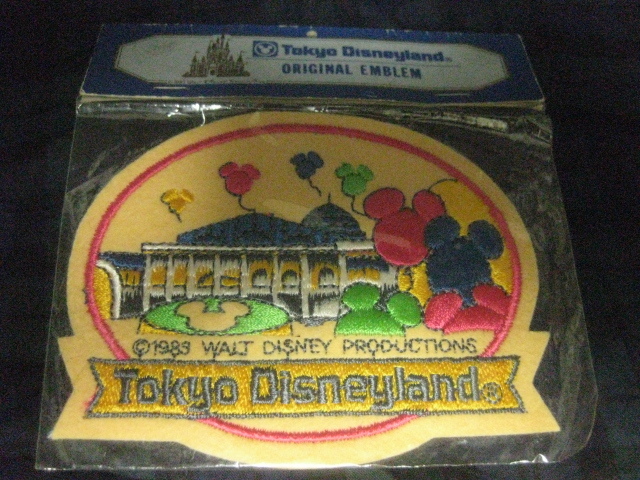 Tokyo Disneyland®
ORIGINAL EMBLEM
©1983 WALT DISNEY PRODUCTIONS
Tokyo Disneyland®